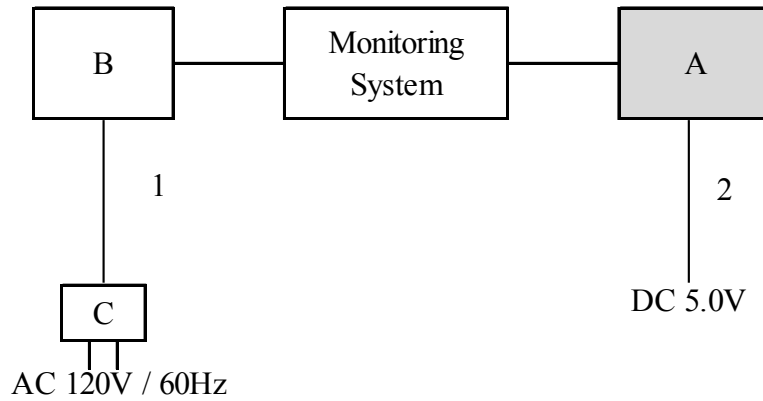 B
Monitoring
System
A
1
2
C
DC 5.0V
AC 120V / 60Hz